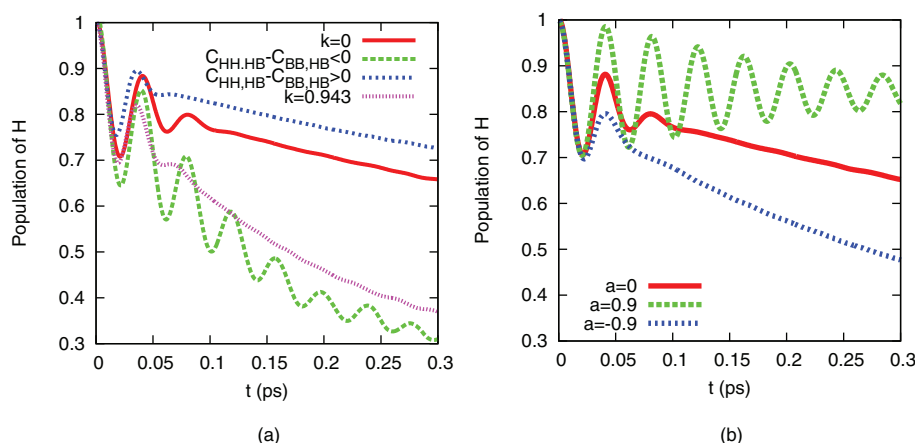 k=0
C_HH.HB-C_BB,HB<0
C_HH,HB-C_BB,HB>0
k=0.943
Population of H
1
0.9
0.8
0.7
0.6
0.5
0.4
0.3
0 0.05 0.1 0.15 0.2 0.25 0.3
t (ps)
(a)
Population of H
1
0.9
0.8
0.7
0.6
0.5
0.4
0.3
a=0
a=0.9
a=-0.9
0 0.05 0.1 0.15 0.2 0.25 0.3
t (ps)
(b)